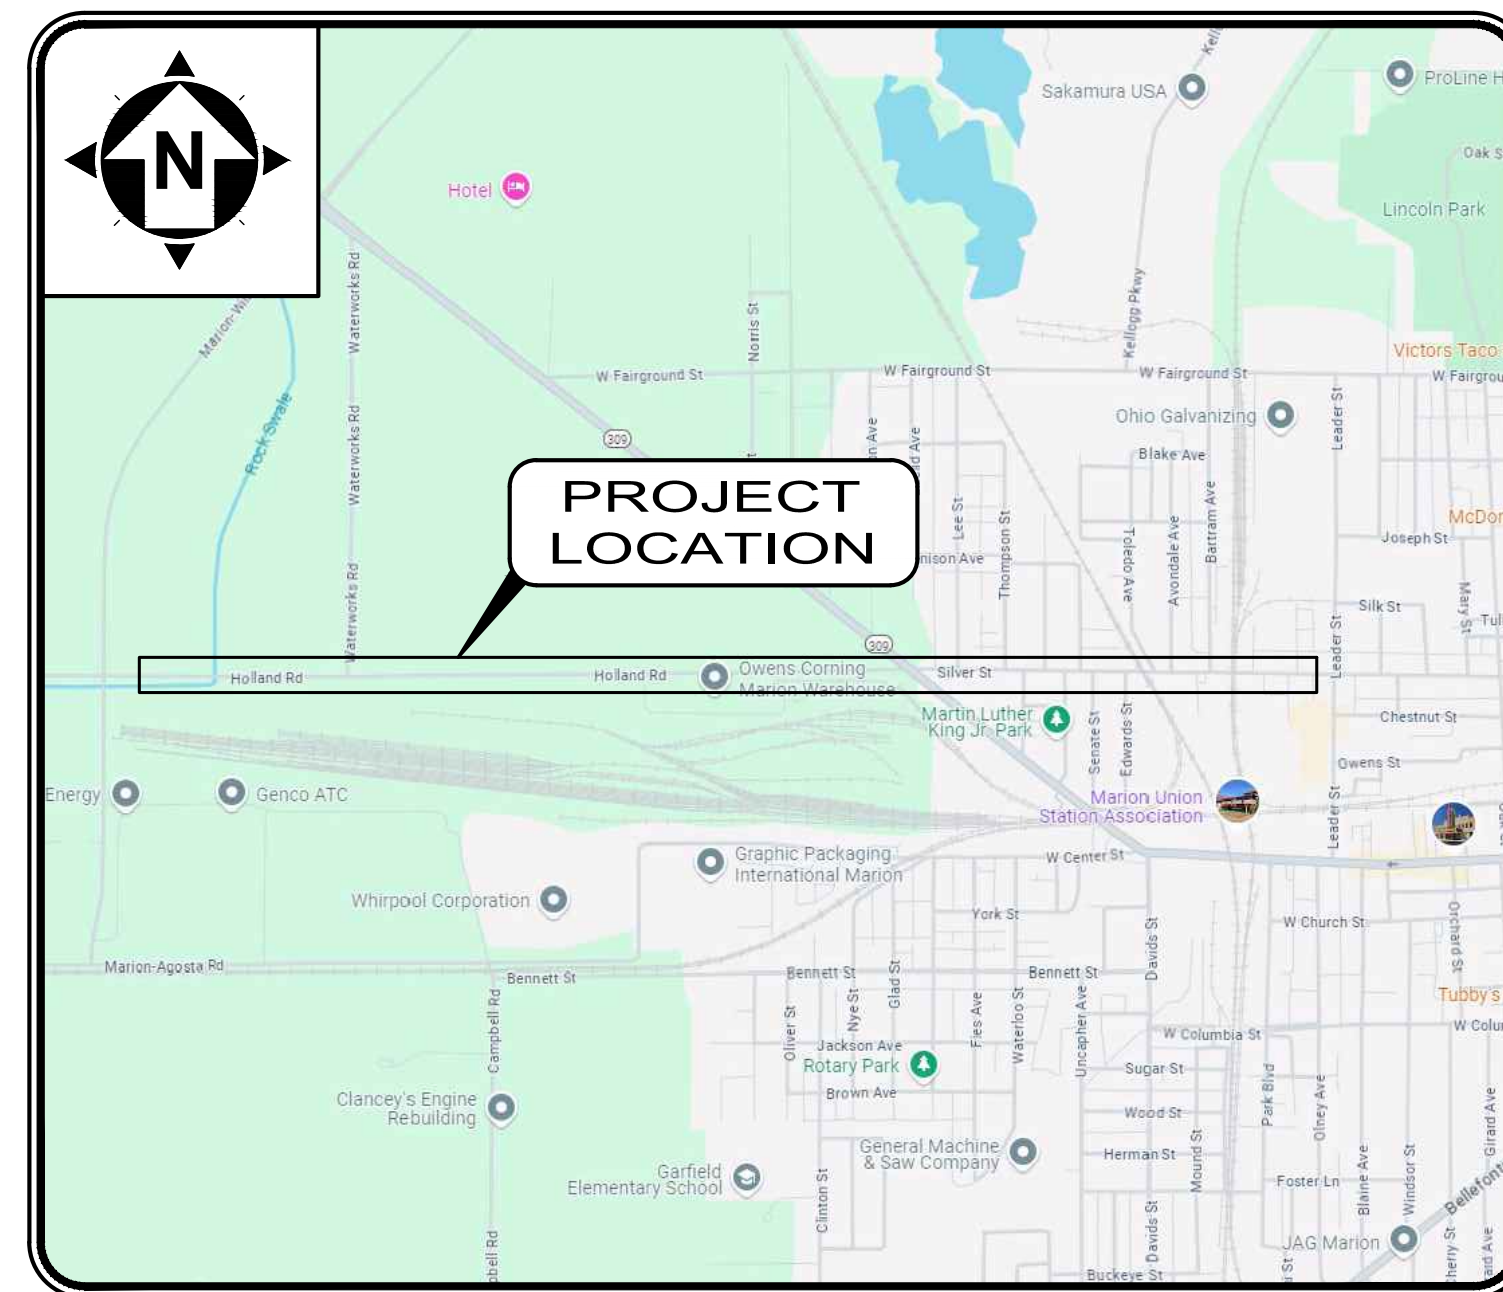 N
Sakamura USA
ProLine H
Oak S
Lincoln Park
Hotel
Waterworks Rd
Norris St
Kellogg Pkwy
Rock Swale
Victors Taco
W Fairground St
W Fairground St
W Fairground St
W Fairgrou
Waterworks Rd
309
Ohio Galvanizing
Leader St
Blake Ave
PROJECT
LOCATION
Lee St
Thompson St
Toledo Ave
Avondale Ave
Bartram Ave
McDon
Joseph St
nison Ave
Waterworks Rd
Silk St
Mary St
Tul
309
Leader St
Holland Rd
Holland Rd
Owens Corning
Marion Warehouse
Silver St
Martin Luther
King Jr. Park
Senate St
Edwards St
Chestnut St
Owens St
Energy
Genco ATC
Marion Union
Station Association
Leader St
Graphic Packaging
International Marion
W Center St
Whirpool Corporation
York St
Davids St
W Church St
Orchard St
Marion-Agosta Rd
Bennett St
Bennett St
Bennett St
Glad St
Nye St
Oliver St
Fies Ave
Waterloo St
Uncapher Ave
Tubby's
W Colu
Campbell Rd
Jackson Ave
W Columbia St
Rotary Park
Sugar St
Brown Ave
Park Blvd
Olney Ave
Clancey's Engine
Rebuilding
Wood St
Girard Ave
General Machine
& Saw Company
Herman St
Mound St
Garfield
Elementary School
Clinton St
Foster Ln
Blaine Ave
Windsor St
Bellefont
Davids St
JAG Marion
Buckeye St